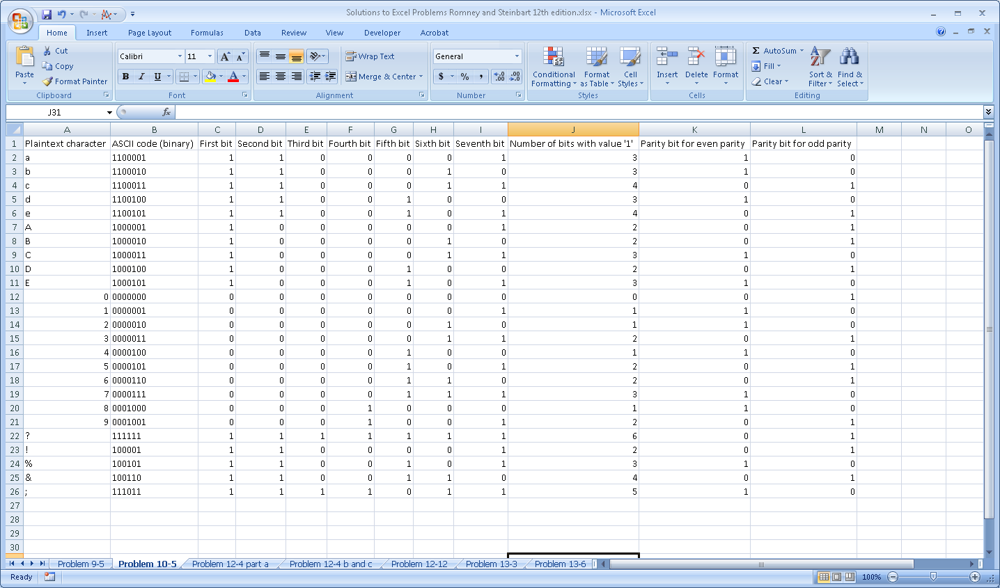 Solutions to Excel Problems Romney and Steinbart 12th edition.xlsx - Microsoft Excel
Home Insert Page Layout Formulas Data Review View Developer Acrobat
Paste
Cut
Copy
Format Painter
Clipboard
Calibri 11
B I U
Font
Wrap Text
Merge & Center
Alignment
General
$ % ,
Number
Conditional Formatting
Format as Table
Cell Styles
Styles
Insert Delete Format
Cells
Σ AutoSum
Fill
Clear
Sort & Filter
Find & Select
Editing
J31 fx
A B C D E F G H I J K L M N O
1 Plaintext character ASCII code (binary) First bit Second bit Third bit Fourth bit Fifth bit Sixth bit Seventh bit Number of bits with value '1' Parity bit for even parity Parity bit for odd parity
2 a 1100001 1 1 0 0 0 0 1 3 1 0
3 b 1100010 1 1 0 0 0 1 0 3 1 0
4 c 1100011 1 1 0 0 0 1 1 4 0 1
5 d 1100100 1 1 0 0 1 0 0 3 1 0
6 e 1100101 1 1 0 0 1 0 1 4 0 1
7 A 1000001 1 0 0 0 0 0 1 2 0 1
8 B 1000010 1 0 0 0 0 1 0 2 0 1
9 C 1000011 1 0 0 0 0 1 1 3 1 0
10 D 1000100 1 0 0 0 1 0 0 2 0 1
11 E 1000101 1 0 0 0 1 0 1 3 1 0
12 0 0000000 0 0 0 0 0 0 0 0 0 1
13 1 0000001 0 0 0 0 0 0 1 1 1 0
14 2 0000010 0 0 0 0 0 1 0 1 1 0
15 3 0000011 0 0 0 0 0 1 1 2 0 1
16 4 0000100 0 0 0 0 1 0 0 1 1 0
17 5 0000101 0 0 0 0 1 0 1 2 0 1
18 6 0000110 0 0 0 0 1 1 0 2 0 1
19 7 0000111 0 0 0 0 1 1 1 3 1 0
20 8 0001000 0 0 0 1 0 0 0 1 1 0
21 9 0001001 0 0 0 1 0 0 1 2 0 1
22 ? 111111 1 1 1 1 1 1 1 6 0 1
23 ! 100001 1 1 0 0 0 0 1 2 0 1
24 % 100101 1 1 0 0 1 0 1 3 1 0
25 & 100110 1 1 0 0 1 1 0 4 0 1
26 ; 111011 1 1 1 1 0 1 1 5 1 0
27
28
29
30
Problem 9-5 Problem 10-5 Problem 12-4 part a Problem 12-4 b and c Problem 12-12 Problem 13-3 Problem 13-6
Ready 100%